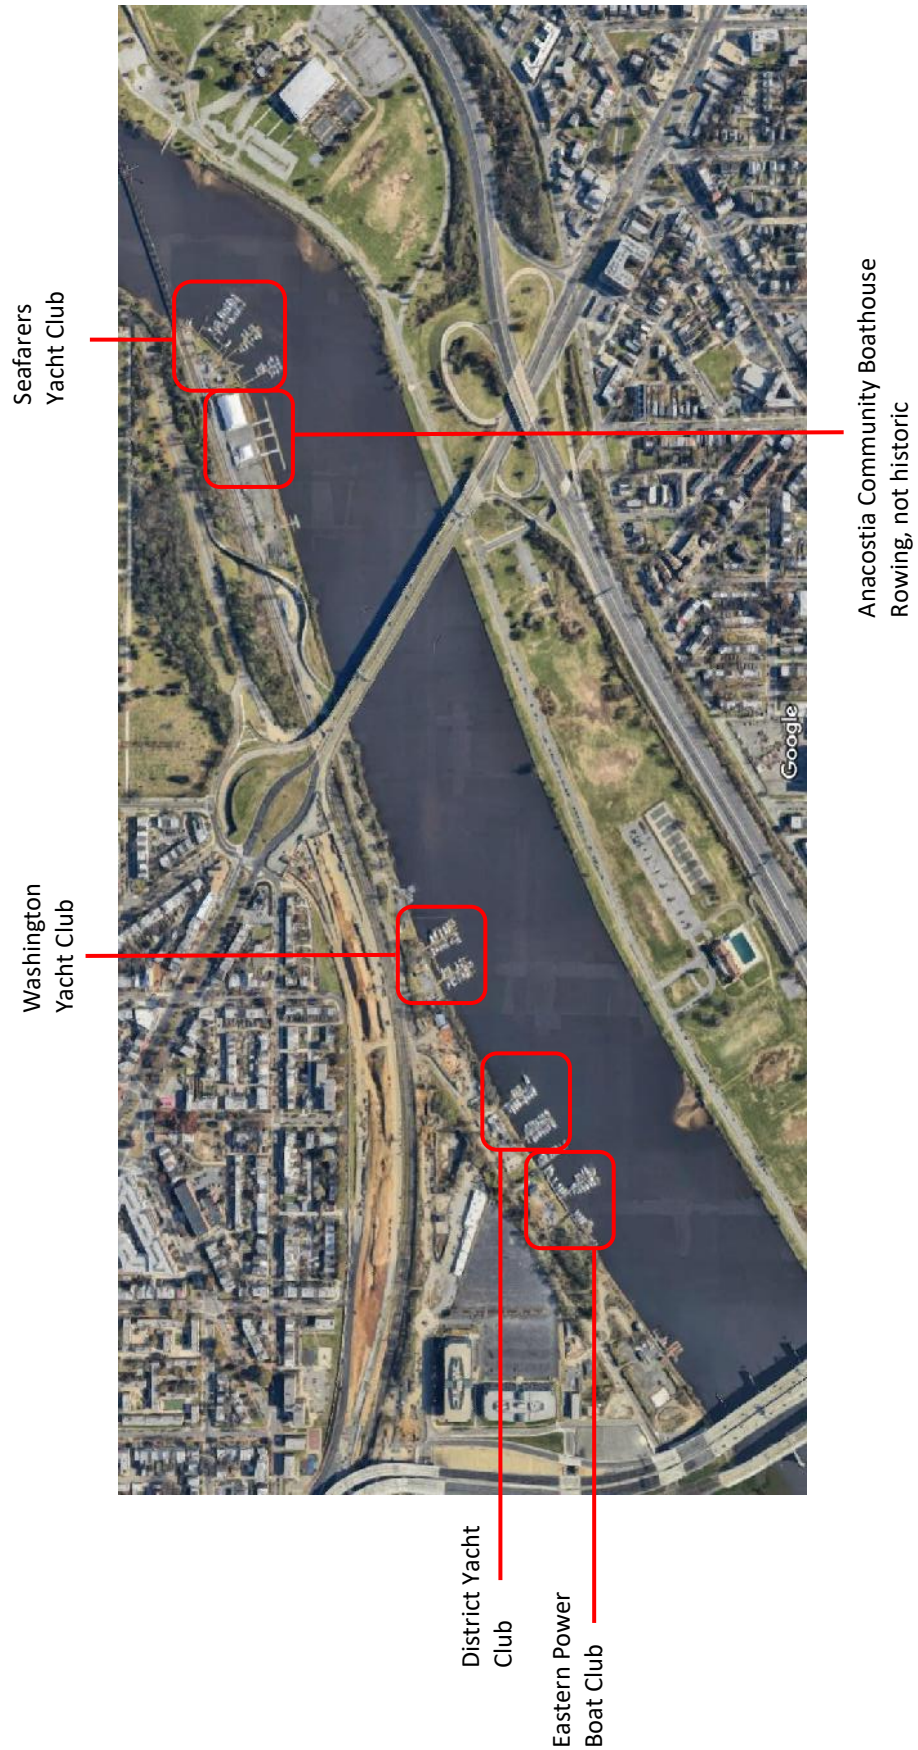 Seafarers
Yacht Club
Washington
Yacht Club
District Yacht
Club
Eastern Power
Boat Club
Anacostia Community Boathouse
Rowing, not historic
Google